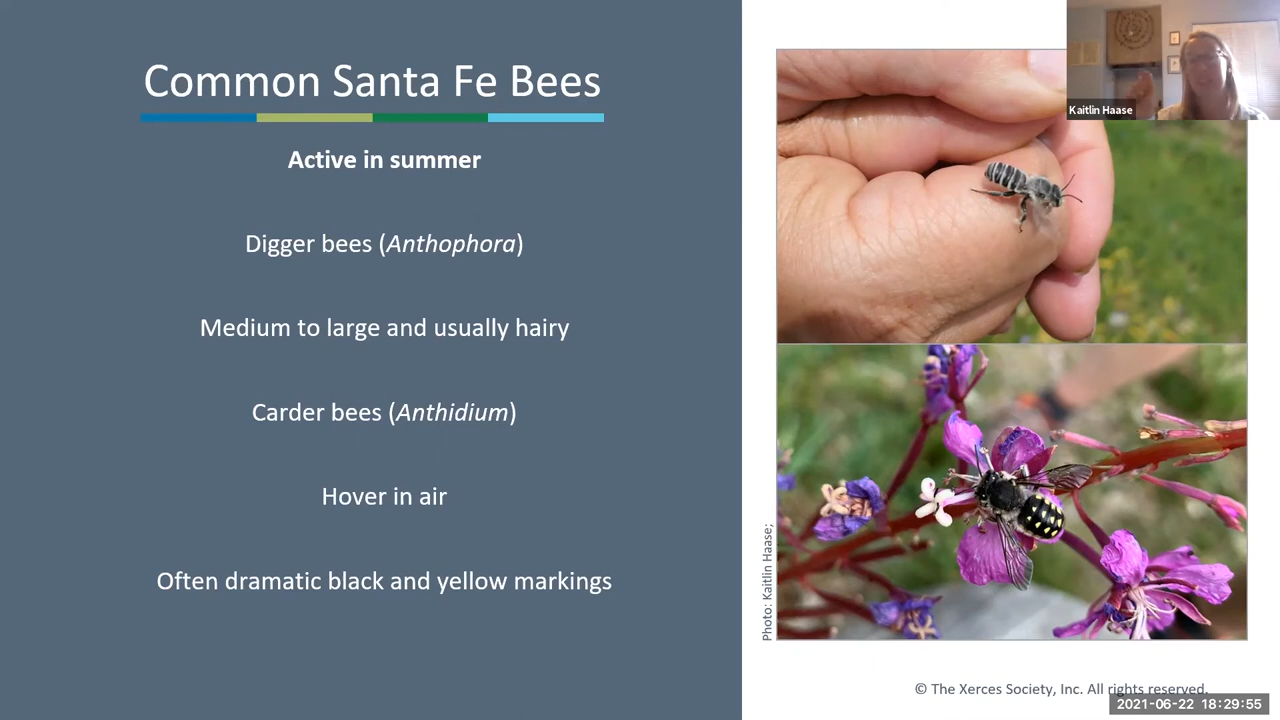 Common Santa Fe Bees
Active in summer
Digger bees (Anthophora)
Medium to large and usually hairy
Carder bees (Anthidium)
Hover in air
Often dramatic black and yellow markings
Kaitlin Haase
Photo: Kaitlin Haase;
© The Xerces Society, Inc. All rights reserved.
2021-06-22 18:29:55